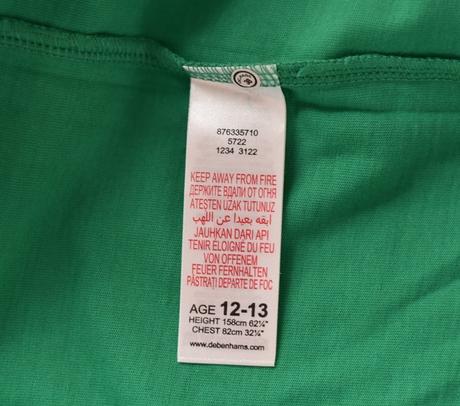 876335710
5722
1234 3122
KEEP AWAY FROM FIRE
ДЕРЖИТЕ ВДАЛИ ОТ ОГНЯ
ATESTEN UZAK TUTUNUZ
ابقه بعيدا عن اللهب
JAUHKAN DARI API
TENIR ÉLOIGNÉ DU FEU
VON OFFENEM
FEUER FERNHALTEN
PĂSTRAȚI DEPARTE DE FOC
AGE 12-13
HEIGHT 158cm 62¼"
CHEST 82cm 32¼"
www.debenhams.com